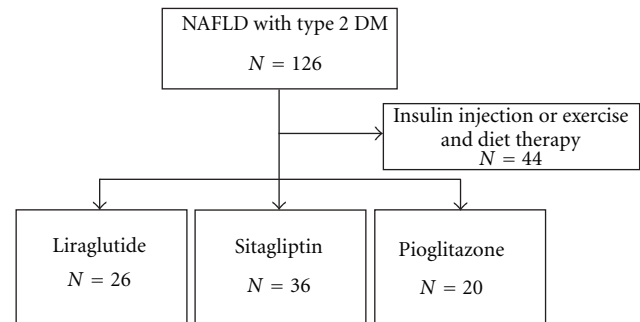 NAFLD with type 2 DM
N = 126
Insulin injection or exercise
and diet therapy
N = 44
Liraglutide
N = 26
Sitagliptin
N = 36
Pioglitazone
N = 20